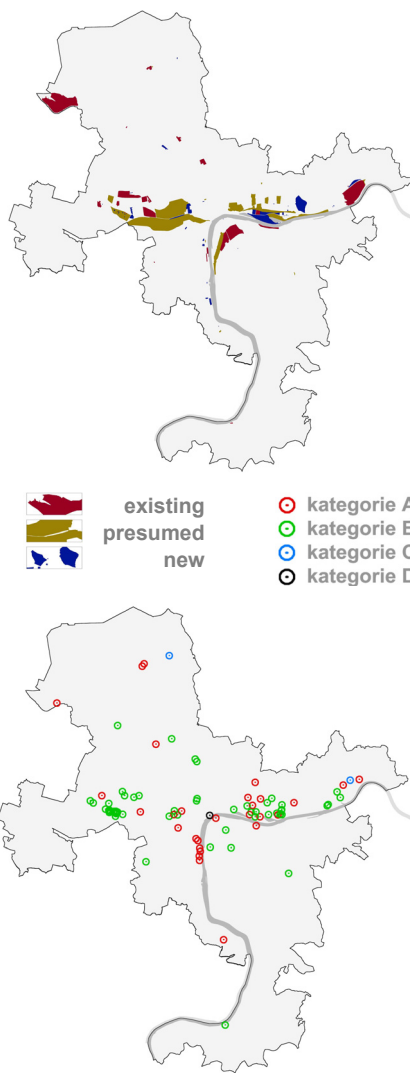 existing
presumed
new
kategorie A
kategorie B
kategorie C
kategorie D